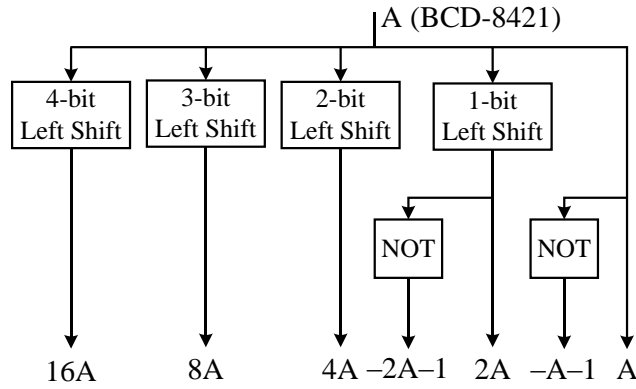 A (BCD-8421)
4-bit
Left Shift
3-bit
Left Shift
2-bit
Left Shift
1-bit
Left Shift
NOT
NOT
16A
8A
4A
–2A–1
2A
–A–1
A